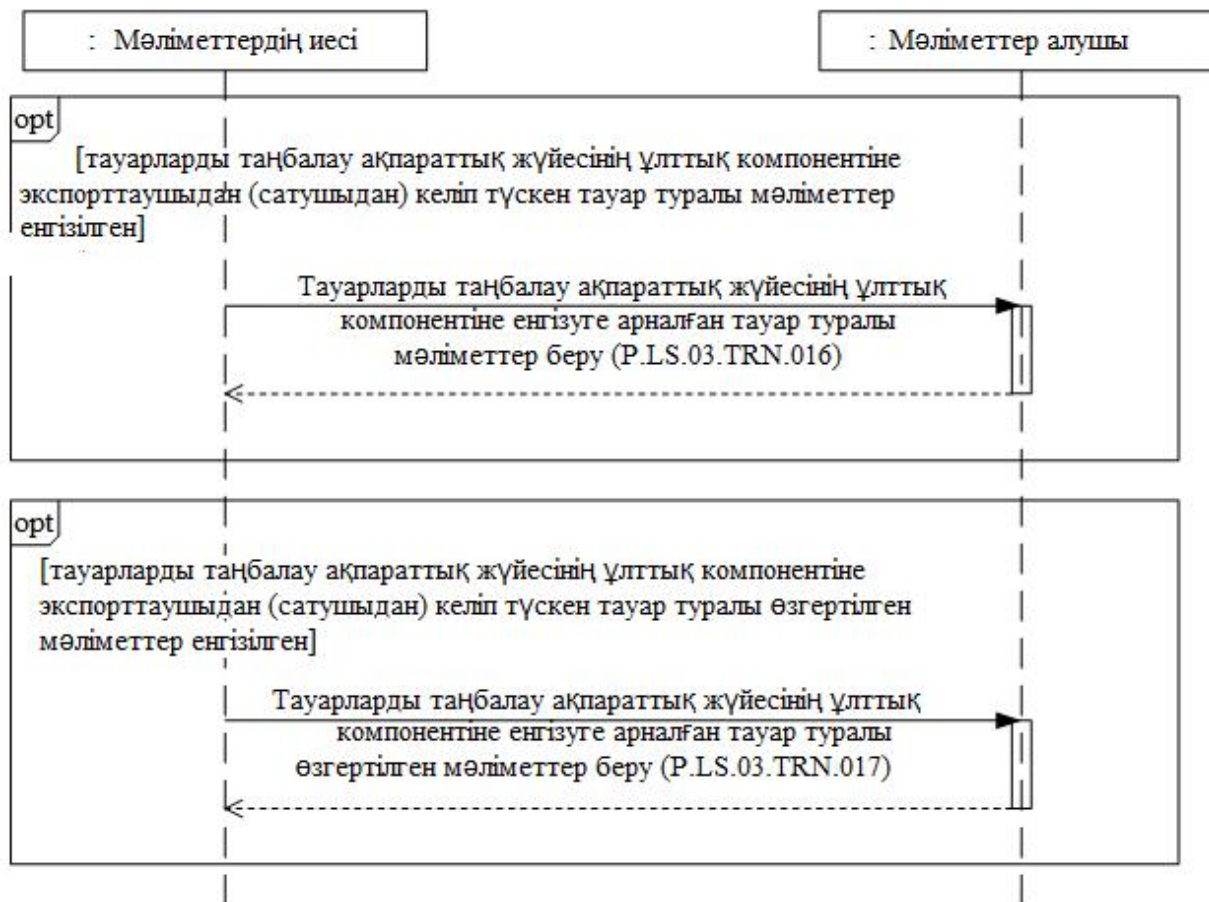 : Мәліметтердің иесі
: Мәліметтер алушы
opt
[тауарларды таңбалау ақпараттық жүйесінің ұлттық компонентіне
экспорттаушыдан (сатушыдан) келіп түскен тауар туралы мәліметтер
енгізілген]
Тауарларды таңбалау ақпараттық жүйесінің ұлттық
компонентіне енгізуге арналған тауар туралы
мәліметтер беру (P.LS.03.TRN.016)
opt
[тауарларды таңбалау ақпараттық жүйесінің ұлттық компонентіне
экспорттаушыдан (сатушыдан) келіп түскен тауар туралы өзгертілген
мәліметтер енгізілген]
Тауарларды таңбалау ақпараттық жүйесінің ұлттық
компонентіне енгізуге арналған тауар туралы
өзгертілген мәліметтер беру (P.LS.03.TRN.017)